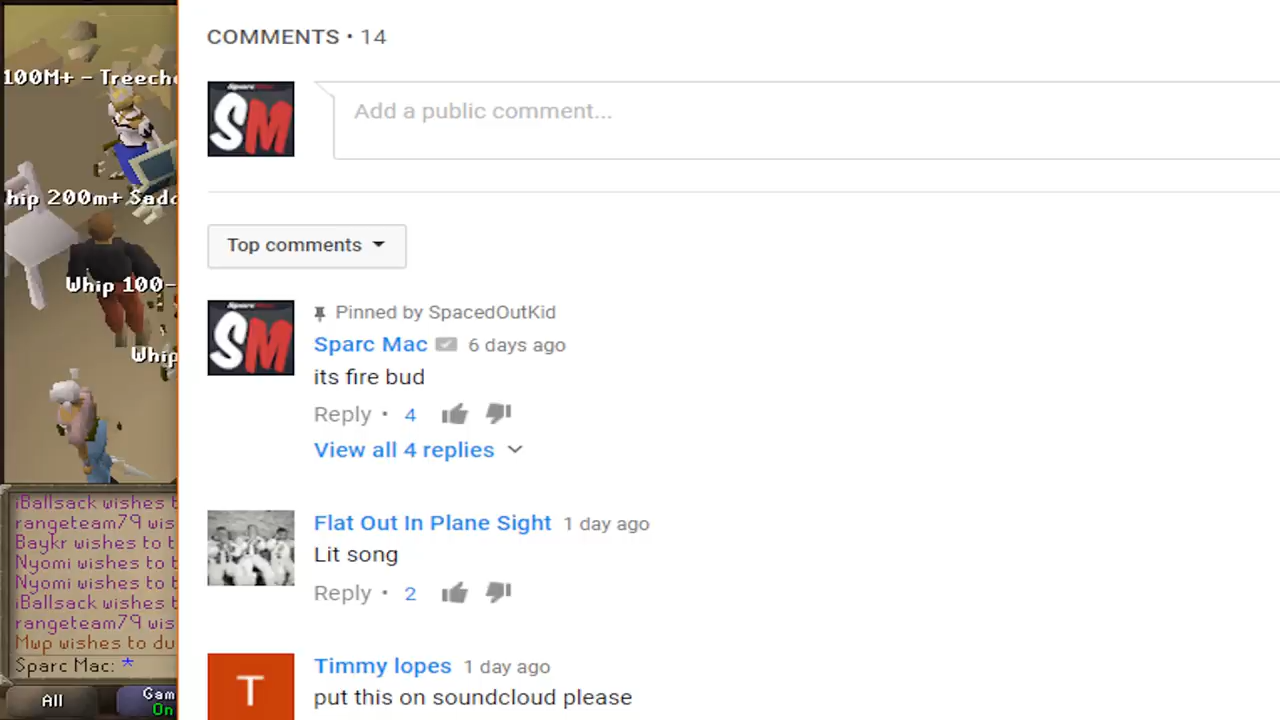 100M+ - Treech
hip 200m+ Sado
Whip 100-
Whip
iBallsack wishes t
rangeteam79 wis
Baykr wishes to t
Nyomi wishes to t
Nyomi wishes to t
iBallsack wishes t
rangeteam79 wis
Mwp wishes to du
Sparc Mac: *
All
Gam
On
COMMENTS • 14
SM
Add a public comment...
Top comments
SM
Pinned by SpacedOutKid
Sparc Mac 6 days ago
its fire bud
Reply • 4
View all 4 replies
Flat Out In Plane Sight 1 day ago
Lit song
Reply • 2
T
Timmy lopes 1 day ago
put this on soundcloud please